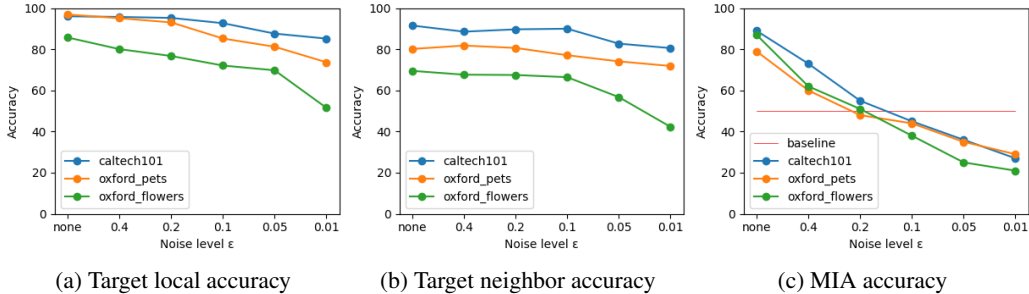 100
80
60
40
20
0
Accuracy
caltech101
oxford_pets
oxford_flowers
none 0.4 0.2 0.1 0.05 0.01
Noise level ε
(a) Target local accuracy
100
80
60
40
20
0
Accuracy
caltech101
oxford_pets
oxford_flowers
none 0.4 0.2 0.1 0.05 0.01
Noise level ε
(b) Target neighbor accuracy
100
80
60
40
20
0
Accuracy
baseline
caltech101
oxford_pets
oxford_flowers
none 0.4 0.2 0.1 0.05 0.01
Noise level ε
(c) MIA accuracy